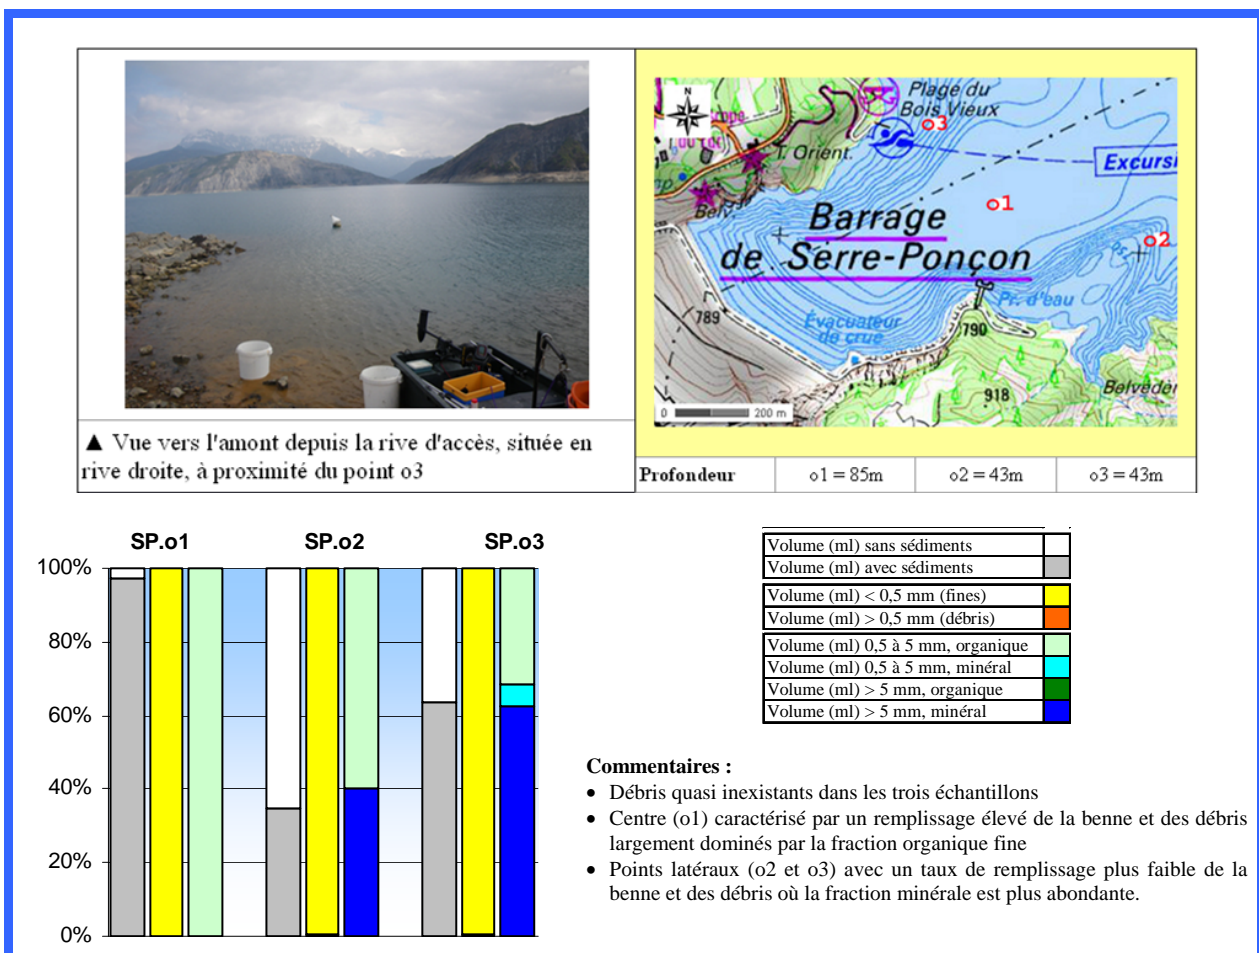 N
Plage du
Bois Vieux
o3
T. Orient.
Excursi
Belv.
o1
Barrage
de Serre-Ponçon
o2
Pr. d'eau
789
Évacuateur
de crue
790
918
Belvéder
0 200 m
▲ Vue vers l'amont depuis la rive d'accès, située en
rive droite, à proximité du point o3
Profondeur o1 = 85m o2 = 43m o3 = 43m
SP.o1 SP.o2 SP.o3
100%
80%
60%
40%
20%
0%
Volume (ml) sans sédiments
Volume (ml) avec sédiments
Volume (ml) < 0,5 mm (fines)
Volume (ml) > 0,5 mm (débris)
Volume (ml) 0,5 à 5 mm, organique
Volume (ml) 0,5 à 5 mm, minéral
Volume (ml) > 5 mm, organique
Volume (ml) > 5 mm, minéral
Commentaires :
• Débris quasi inexistants dans les trois échantillons
• Centre (o1) caractérisé par un remplissage élevé de la benne et des débris
largement dominés par la fraction organique fine
• Points latéraux (o2 et o3) avec un taux de remplissage plus faible de la
benne et des débris où la fraction minérale est plus abondante.